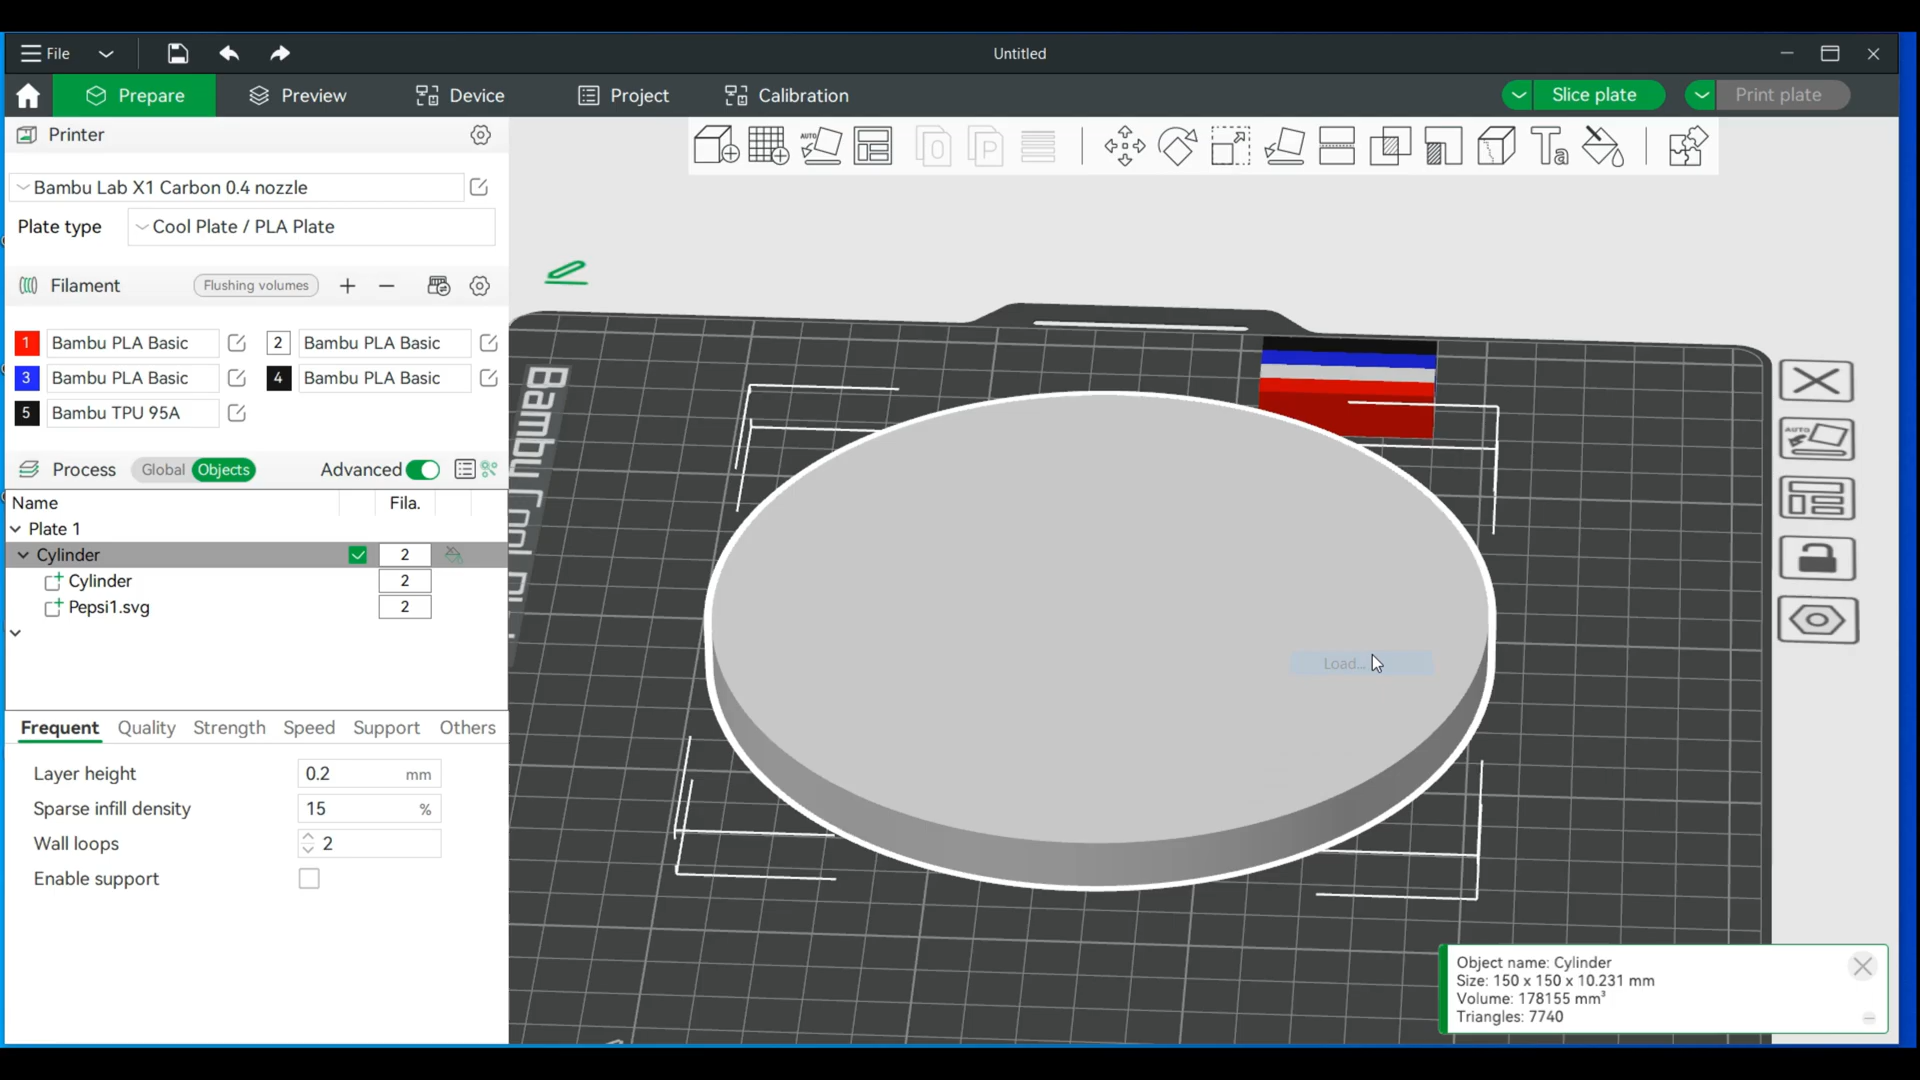 File
Untitled
Prepare
Preview
Device
Project
Calibration
Slice plate
Print plate
Printer
Bambu Lab X1 Carbon 0.4 nozzle
Plate type
Cool Plate / PLA Plate
Filament
Flushing volumes
1 Bambu PLA Basic
2 Bambu PLA Basic
3 Bambu PLA Basic
4 Bambu PLA Basic
5 Bambu TPU 95A
Process
Global
Objects
Advanced
Name
Fila.
Plate 1
Cylinder 2
Cylinder 2
Pepsi1.svg 2
Frequent
Quality
Strength
Speed
Support
Others
Layer height 0.2 mm
Sparse infill density 15 %
Wall loops 2
Enable support
AUTO
0
P
Ta
Bambu Cool
Load...
AUTO
Object name: Cylinder
Size: 150 x 150 x 10.231 mm
Volume: 178155 mm³
Triangles: 7740